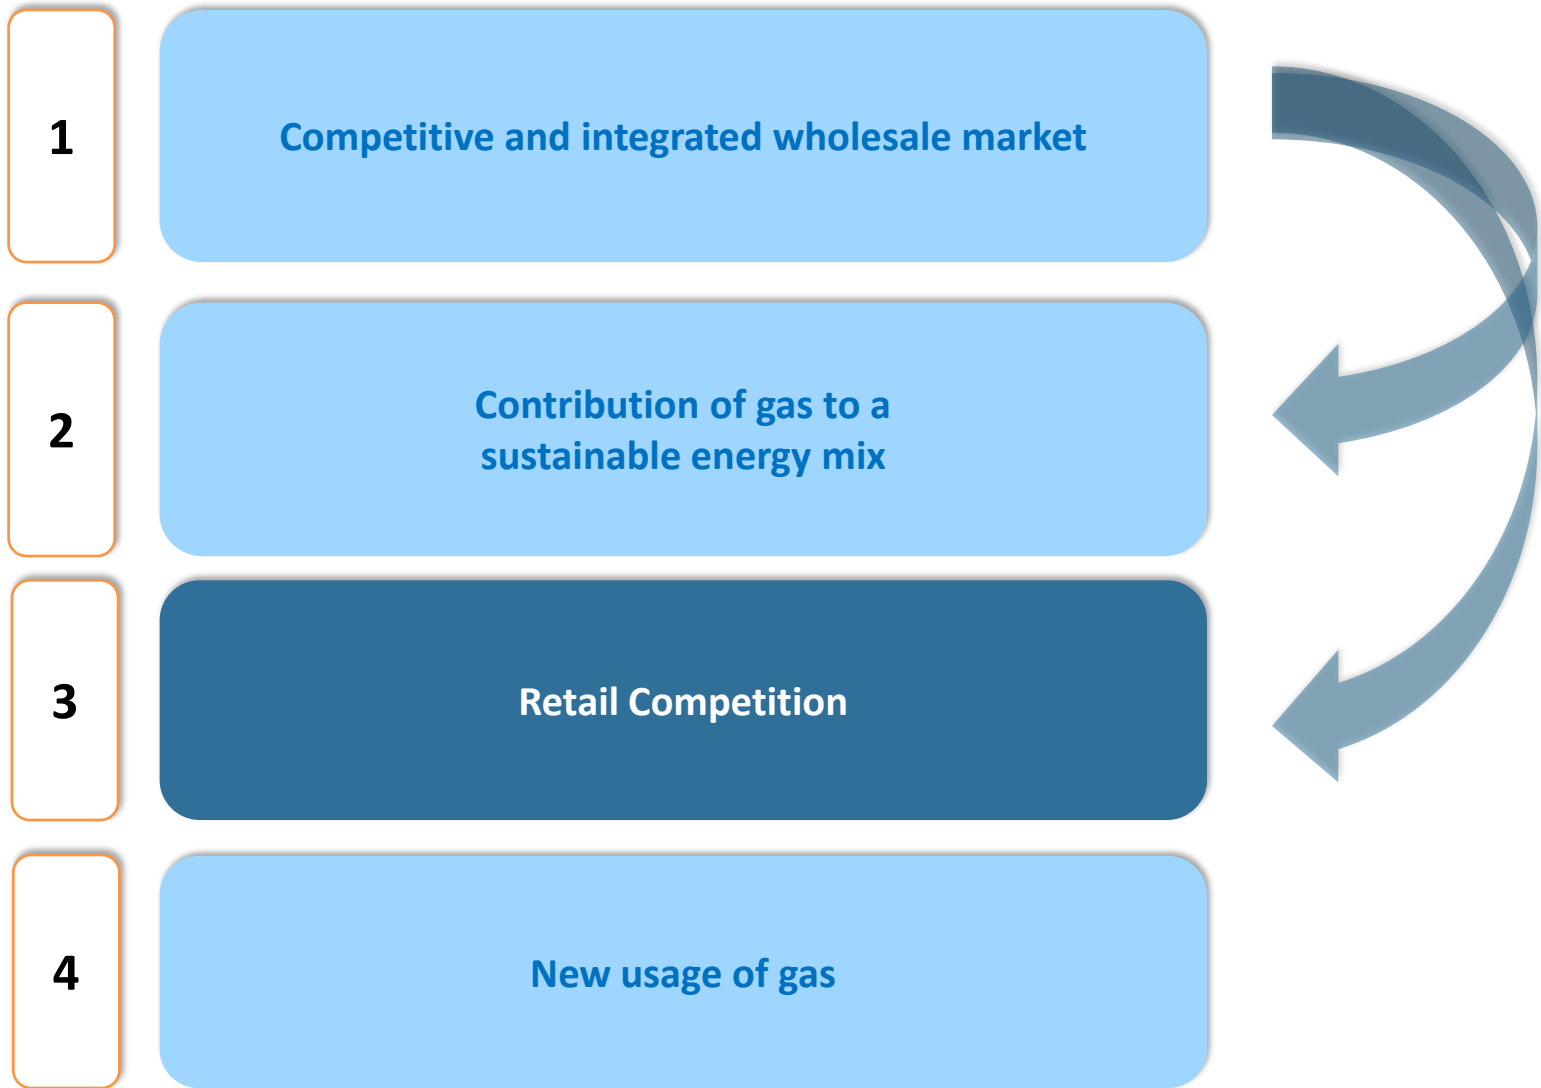 1
Competitive and integrated wholesale market
2
Contribution of gas to a
sustainable energy mix
3
Retail Competition
4
New usage of gas